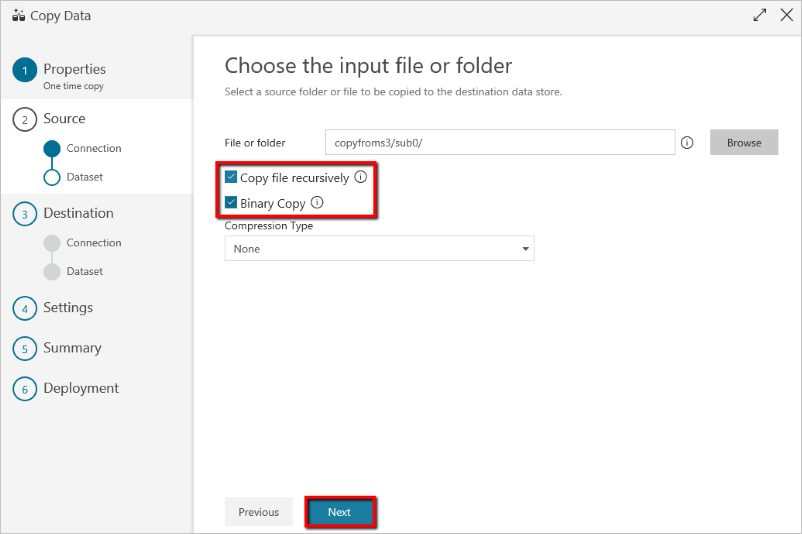 Copy Data
1 Properties
One time copy
2 Source
Connection
Dataset
3 Destination
Connection
Dataset
4 Settings
5 Summary
6 Deployment
Choose the input file or folder
Select a source folder or file to be copied to the destination data store.
File or folder copyfroms3/sub0/ Browse
Copy file recursively
Binary Copy
Compression Type
None
Previous Next